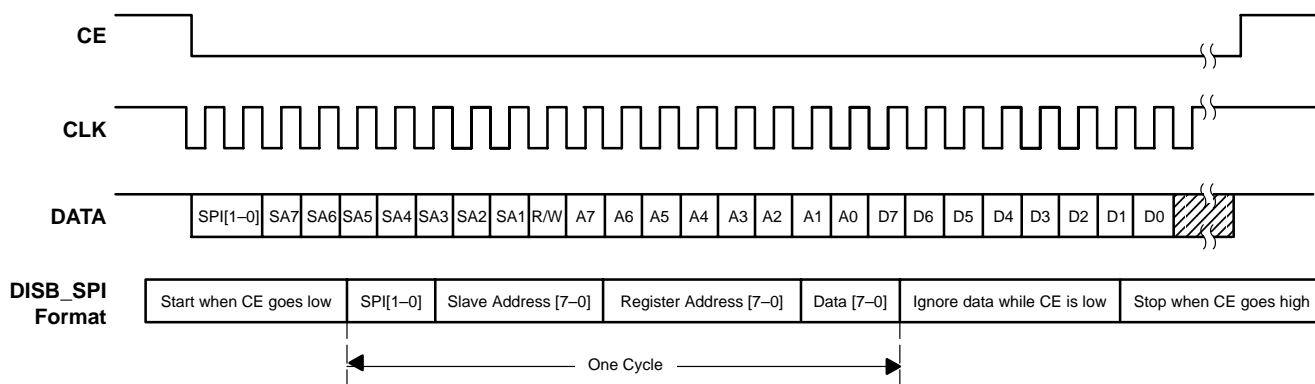 CE
CLK
DATA
SPI[1–0] SA7 SA6 SA5 SA4 SA3 SA2 SA1 R/W A7 A6 A5 A4 A3 A2 A1 A0 D7 D6 D5 D4 D3 D2 D1 D0
DISB_SPI
Format
Start when CE goes low SPI[1–0] Slave Address [7–0] Register Address [7–0] Data [7–0] Ignore data while CE is low Stop when CE goes high
One Cycle